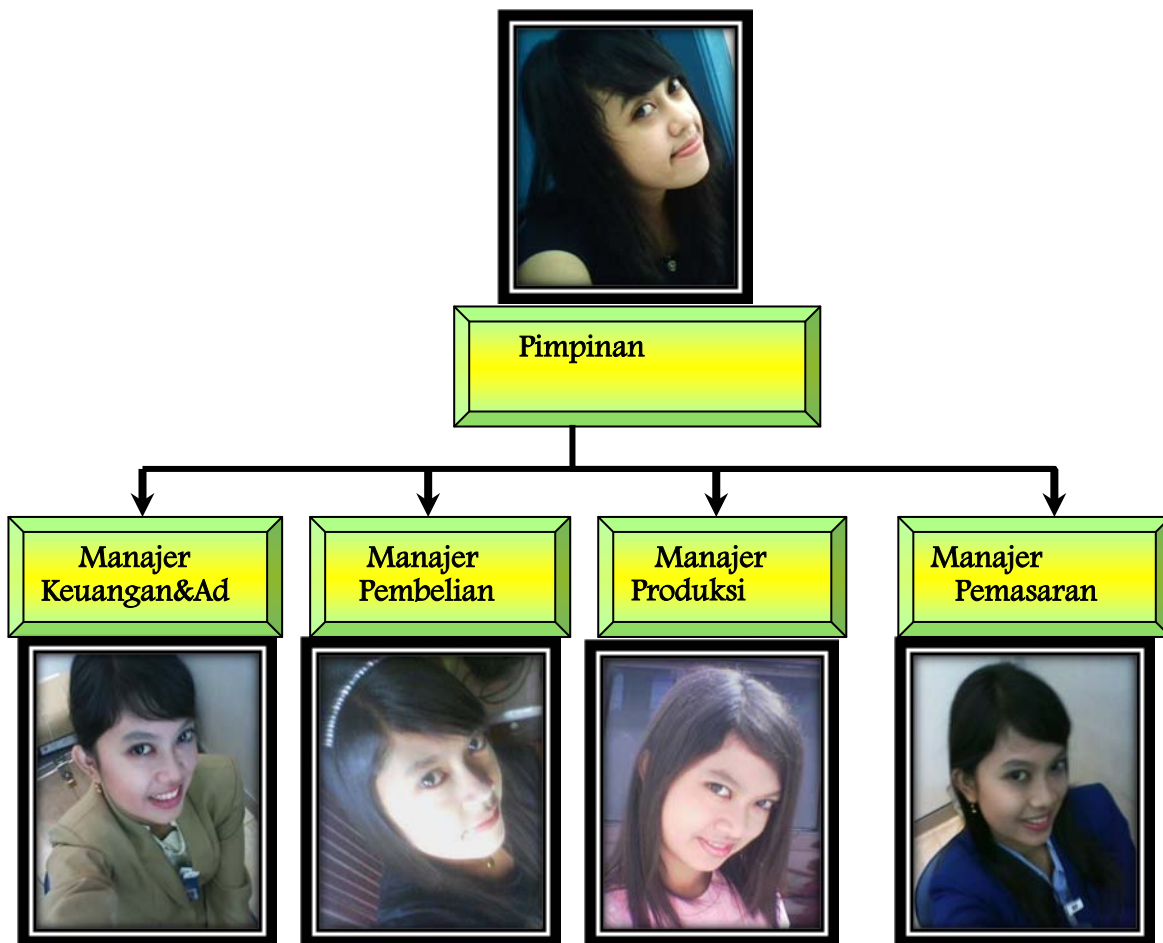 Pimpinan
Manajer
Keuangan&Ad
Manajer
Pembelian
Manajer
Produksi
Manajer
Pemasaran